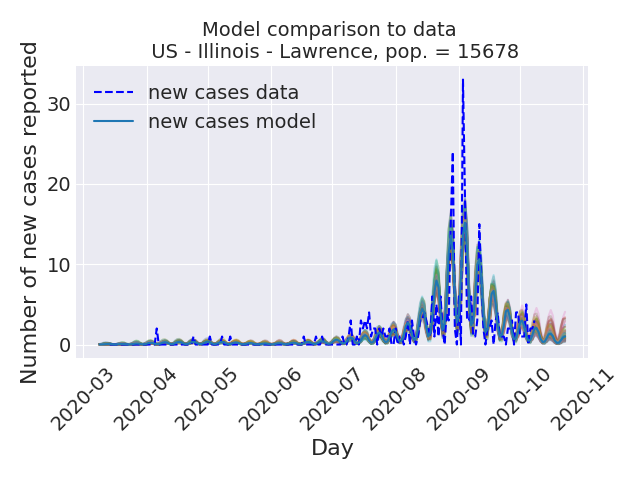 Model comparison to data
US - Illinois - Lawrence, pop. = 15678
new cases data
new cases model
Number of new cases reported
30
20
10
0
2020-03
2020-04
2020-05
2020-06
2020-07
2020-08
2020-09
2020-10
2020-11
Day